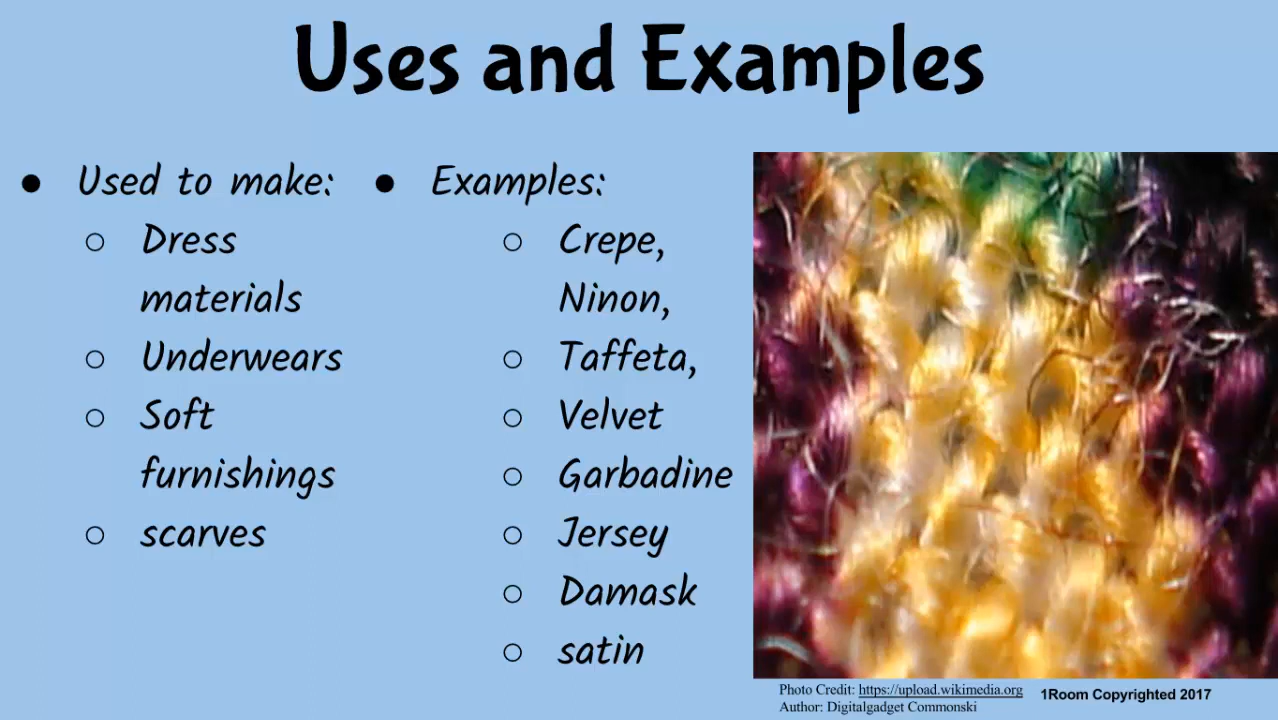 Uses and Examples
● Used to make:
○ Dress
materials
○ Underwears
○ Soft
furnishings
○ scarves
● Examples:
○ Crepe,
Ninon,
○ Taffeta,
○ Velvet
○ Garbadine
○ Jersey
○ Damask
○ satin
Photo Credit: https://upload.wikimedia.org
Author: Digitalgadget Commonski
1Room Copyrighted 2017